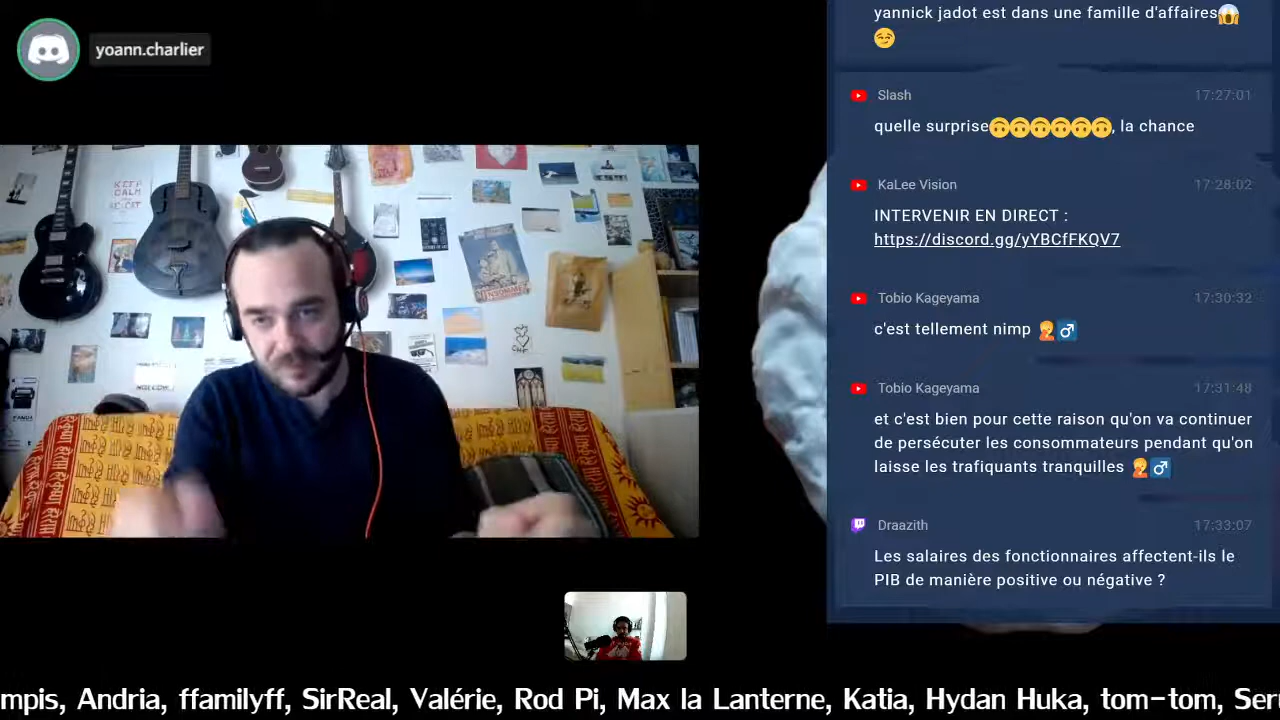 yoann.charlier
yannick jadot est dans une famille d'affaires😱
😏
Slash 17:27:01
quelle surprise🙃🙃🙃🙃🙃🙃, la chance
KaLee Vision 17:28:02
INTERVENIR EN DIRECT :
https://discord.gg/yYBCfFKQV7
Tobio Kageyama 17:30:32
c'est tellement nimp 🤦♂
Tobio Kageyama 17:31:48
et c'est bien pour cette raison qu'on va continuer
de persécuter les consommateurs pendant qu'on
laisse les trafiquants tranquilles 🤦♂
Draazith 17:33:07
Les salaires des fonctionnaires affectent-ils le
PIB de manière positive ou négative ?
KEEP
CALM
mpis, Andria, ffamilyff, SirReal, Valérie, Rod Pi, Max la Lanterne, Katia, Hydan Huka, tom-tom, Ser